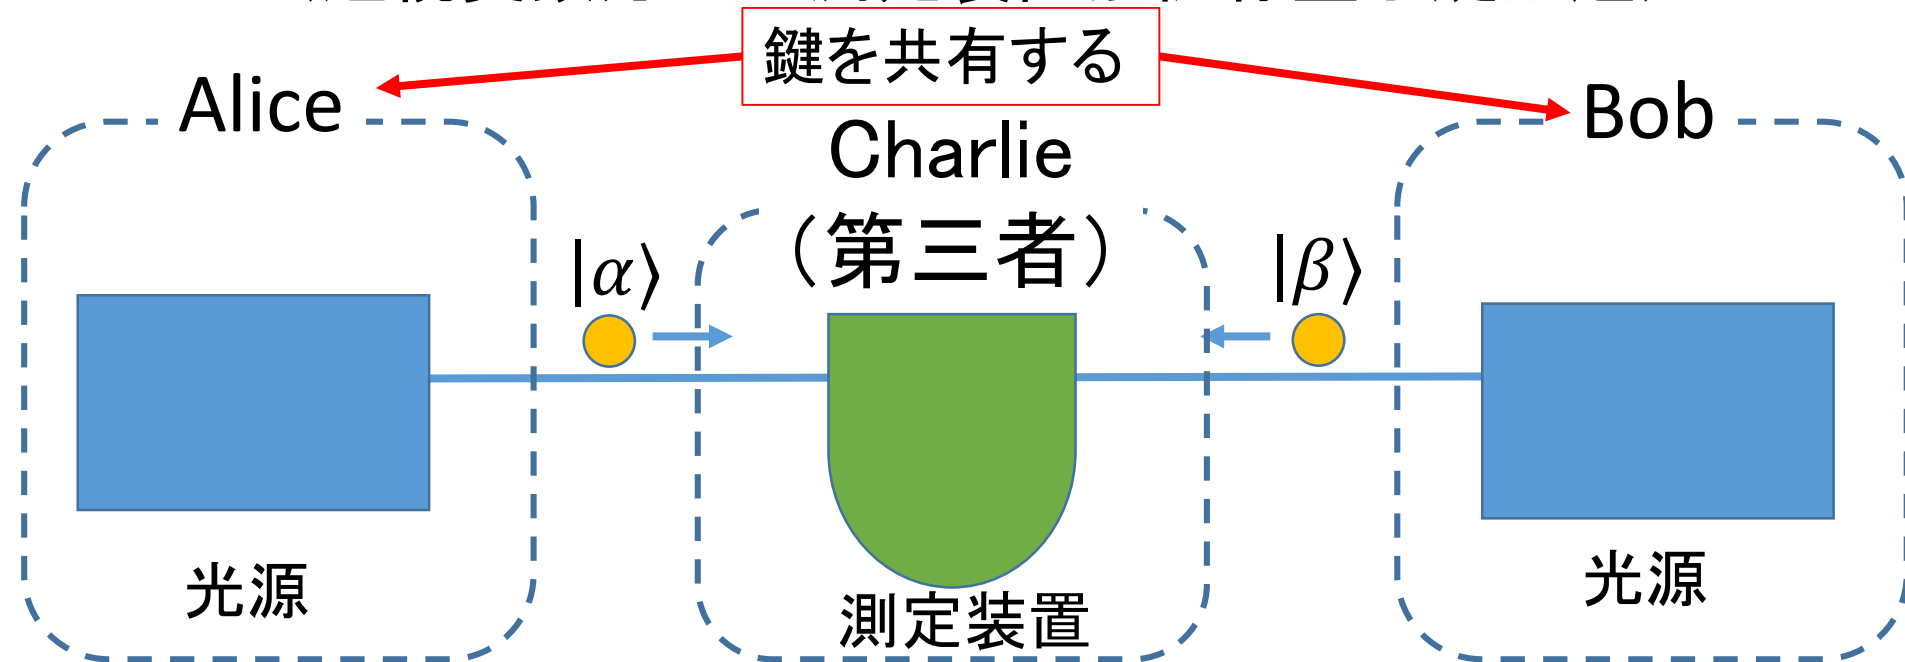 鍵を共有する
Alice
Bob
Charlie
（第三者）
|α⟩
|β⟩
光源
測定装置
光源